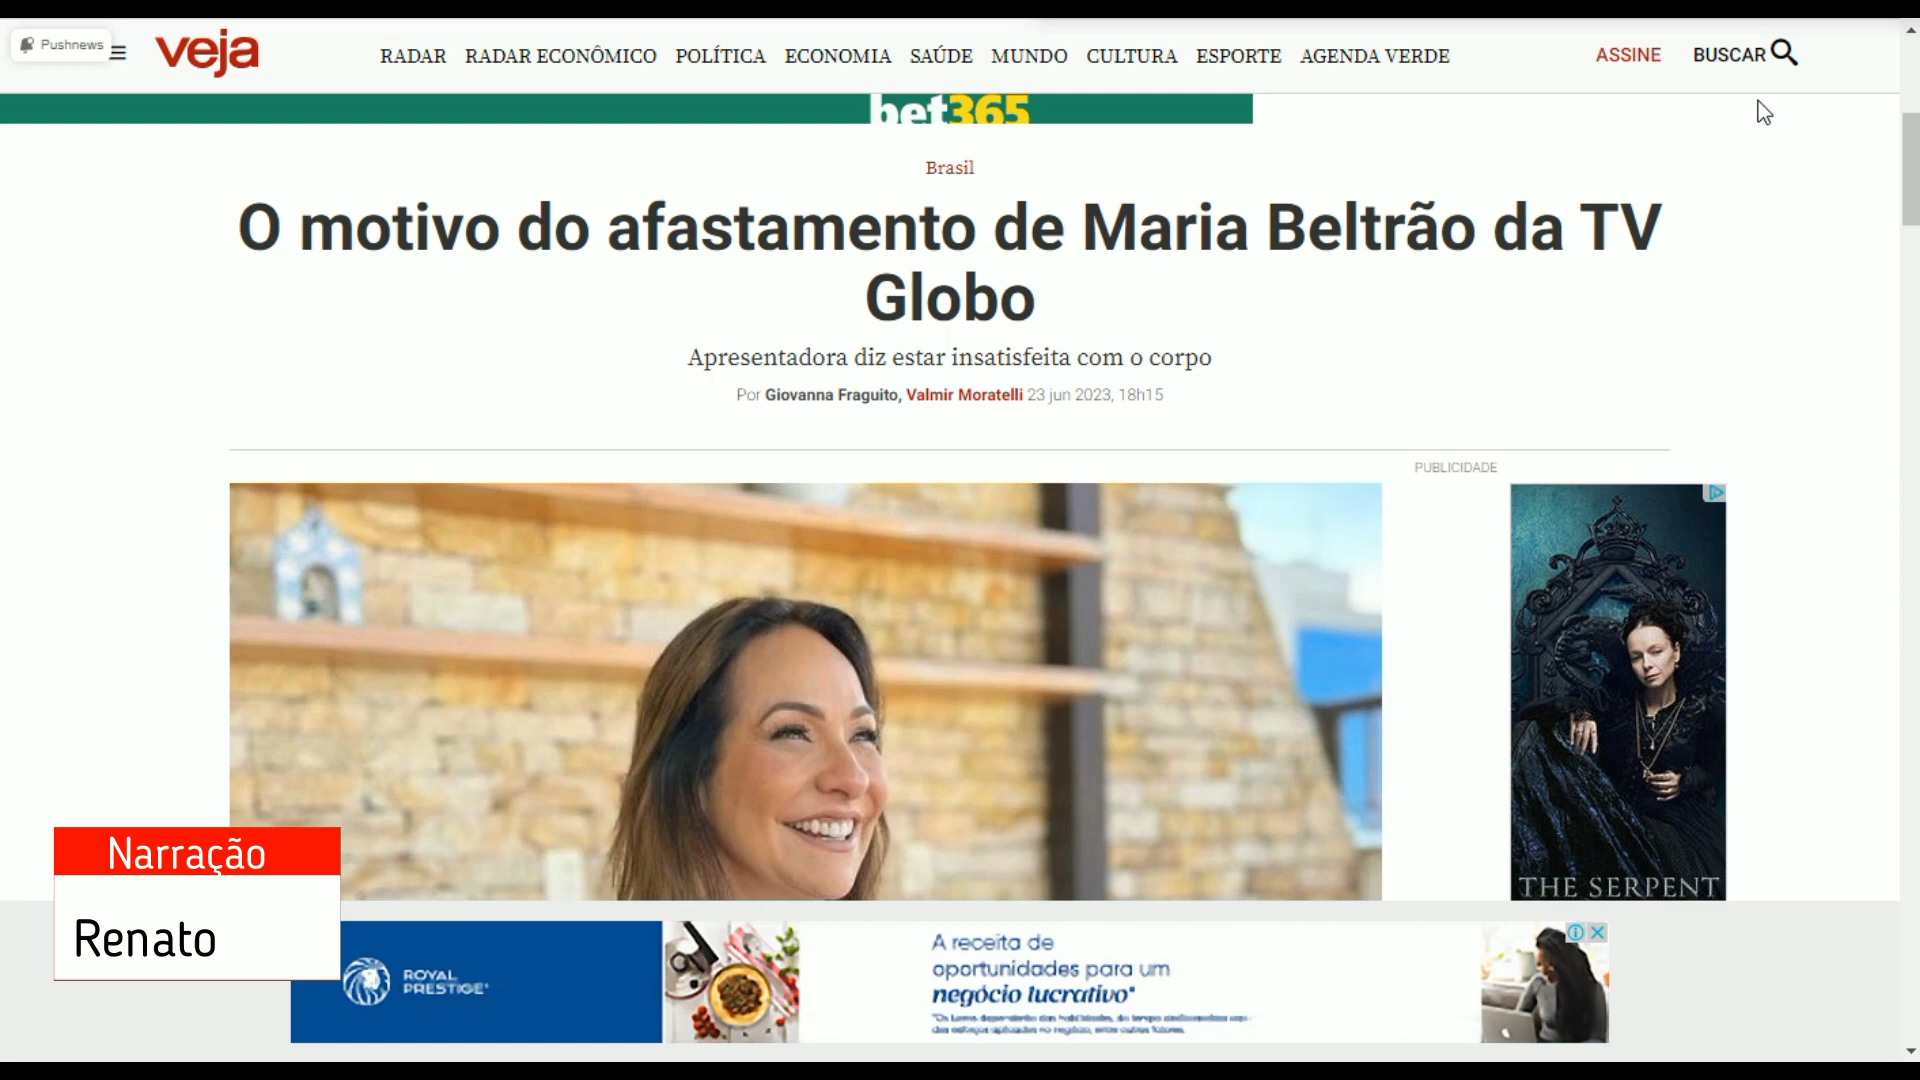 Pushnews
veja
RADAR RADAR ECONÔMICO POLÍTICA ECONOMIA SAÚDE MUNDO CULTURA ESPORTE AGENDA VERDE
ASSINE BUSCAR
bet365
Brasil
O motivo do afastamento de Maria Beltrão da TV
Globo
Apresentadora diz estar insatisfeita com o corpo
Por Giovanna Fraguito, Valmir Moratelli 23 jun 2023, 18h15
PUBLICIDADE
THE SERPENT
Narração
Renato
ROYAL
PRESTIGE
A receita de
oportunidades para um
negócio lucrativo*